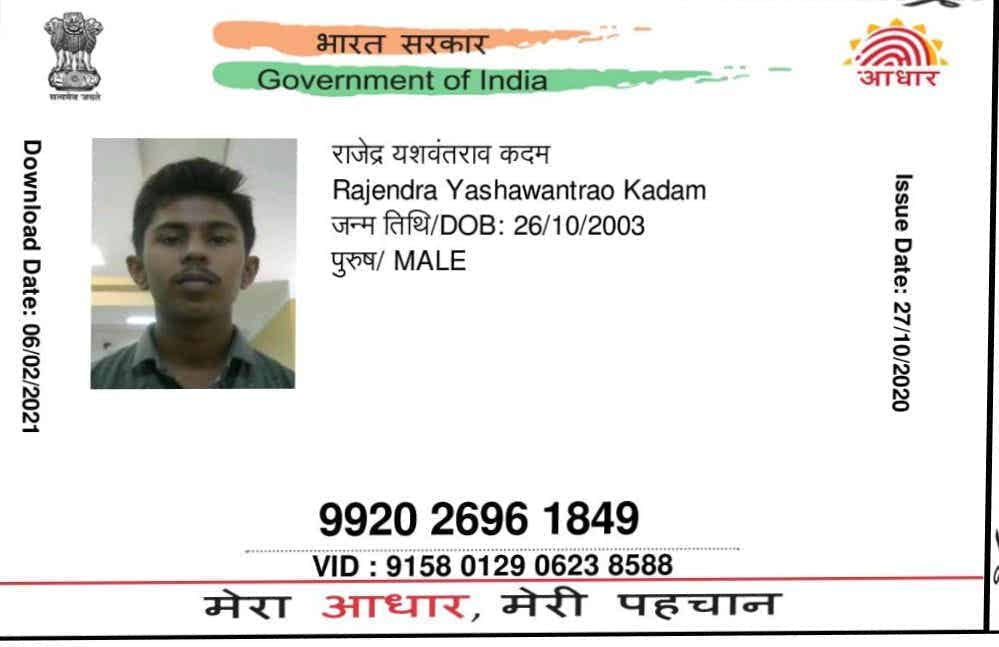 सत्यमेव जयते
भारत सरकार
Government of India
आधार
Download Date: 06/02/2021
राजेंद्र यशवंतराव कदम
Rajendra Yashawantrao Kadam
जन्म तिथि/DOB: 26/10/2003
पुरुष/ MALE
Issue Date: 27/10/2020
9920 2696 1849
VID : 9158 0129 0623 8588
मेरा आधार, मेरी पहचान